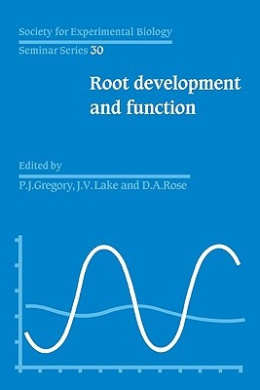 Society for Experimental Biology
Seminar Series 30
Root development
and function
Edited by
P.J.Gregory, J.V.Lake and D.A.Rose